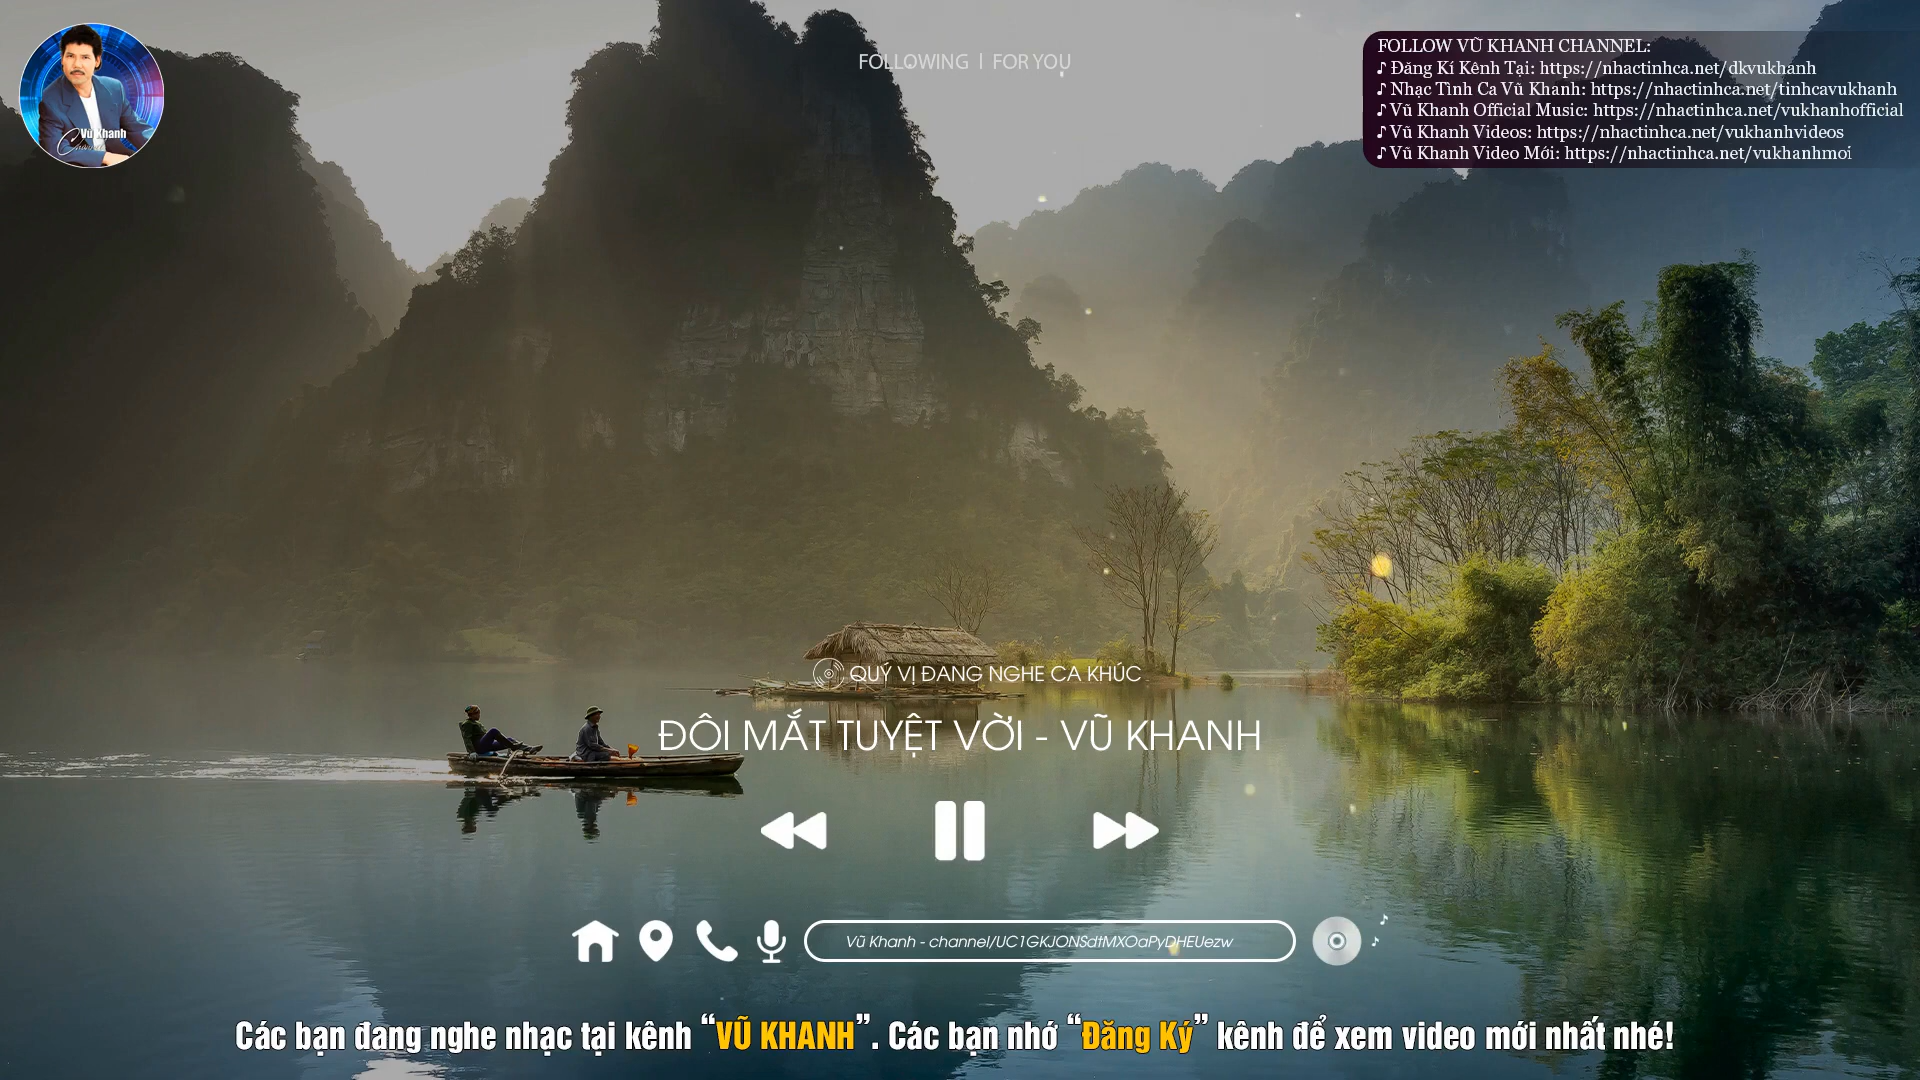 Vũ Khanh
FOLLOWING | FOR YOU
FOLLOW VŨ KHANH CHANNEL:
♪ Đăng Kí Kênh Tại: https://nhactinhca.net/dkvukhanh
♪ Nhạc Tình Ca Vũ Khanh: https://nhactinhca.net/tinhcavukhanh
♪ Vũ Khanh Official Music: https://nhactinhca.net/vukhanhofficial
♪ Vũ Khanh Videos: https://nhactinhca.net/vukhanhvideos
♪ Vũ Khanh Video Mới: https://nhactinhca.net/vukhanhmoi
QUÝ VỊ ĐANG NGHE CA KHÚC
ĐÔI MẮT TUYỆT VỜI - VŨ KHANH
Vũ Khanh - channel/UC1GKJONSdtMXOaPyDHEUezw
Các bạn đang nghe nhạc tại kênh “VŨ KHANH”. Các bạn nhớ “Đăng Ký” kênh để xem video mới nhất nhé!